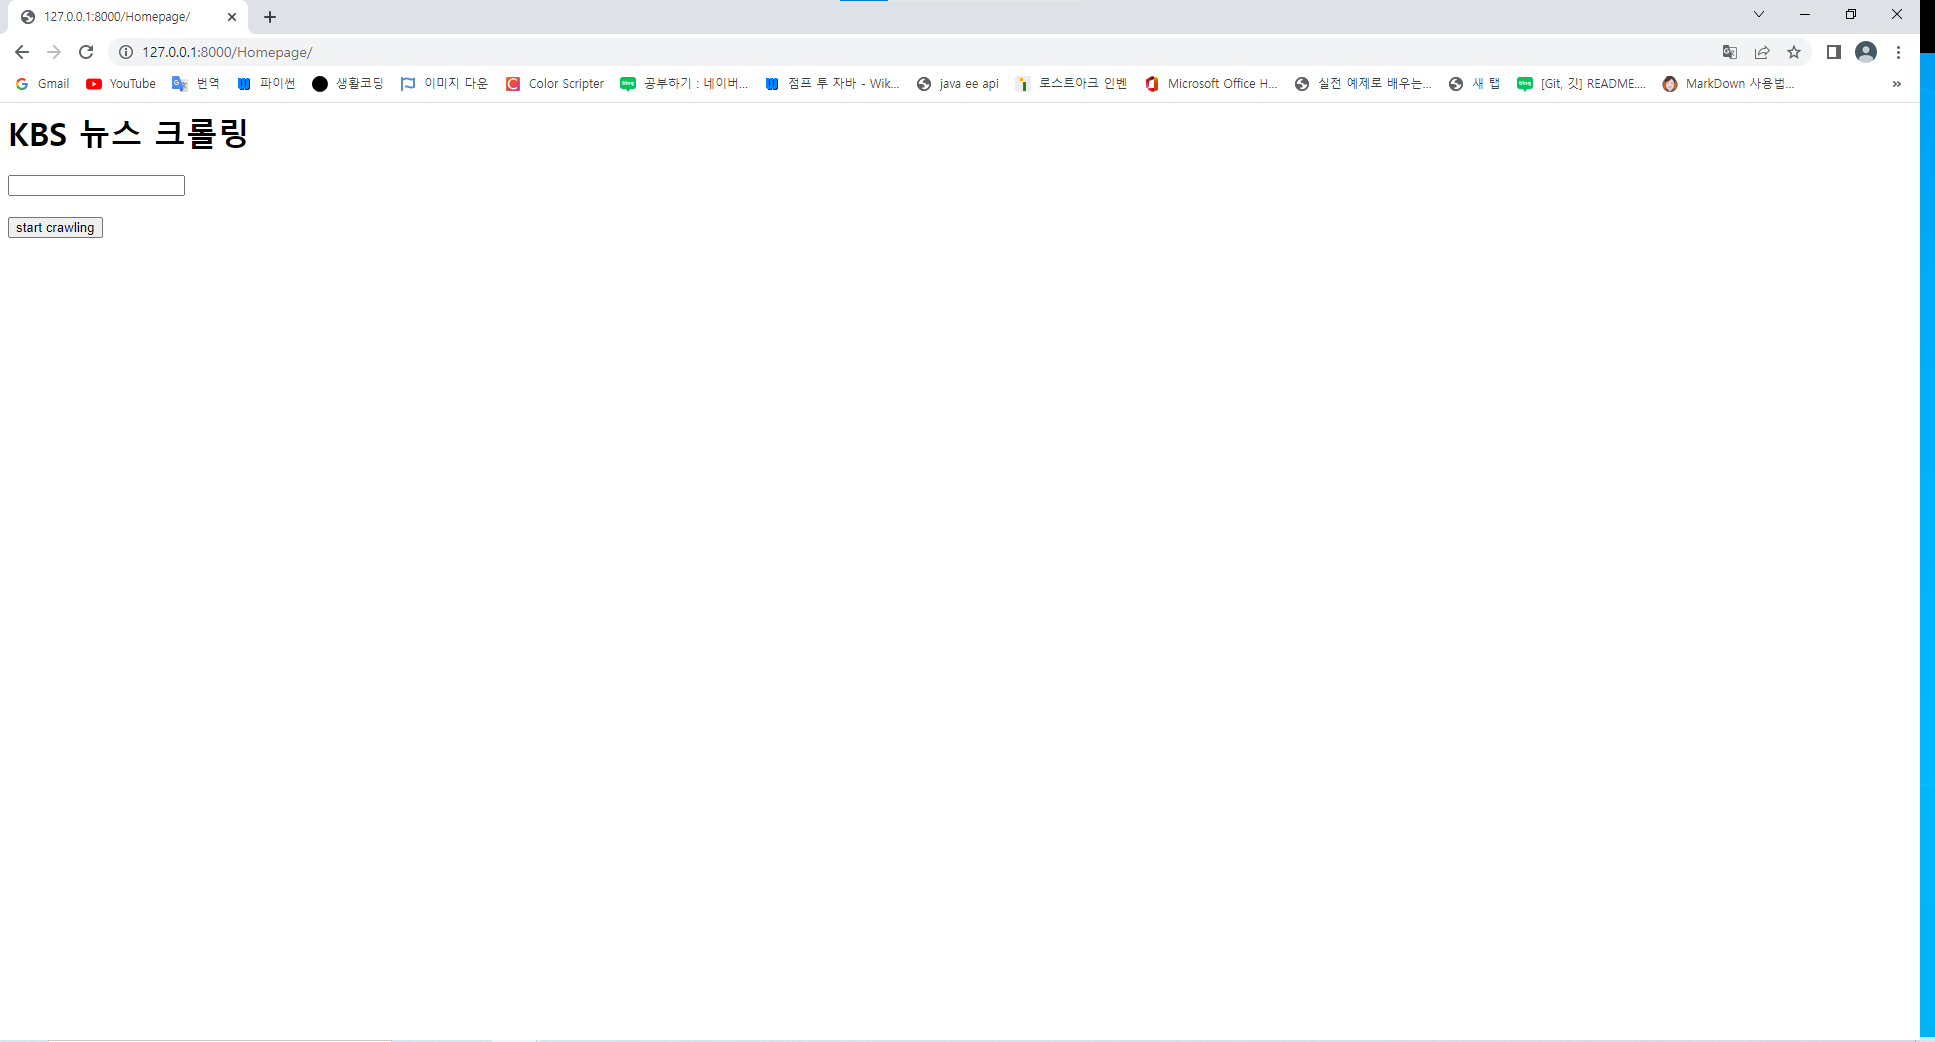 127.0.0.1:8000/Homepage/
127.0.0.1:8000/Homepage/
Gmail YouTube 번역 파이썬 생활코딩 이미지 다운 Color Scripter 공부하기 : 네이버... 점프 투 자바 - Wik... java ee api 로스트아크 인벤 Microsoft Office H... 실전 예제로 배우는... 새 탭 [Git, 깃] README.... MarkDown 사용법... »
KBS 뉴스 크롤링
start crawling